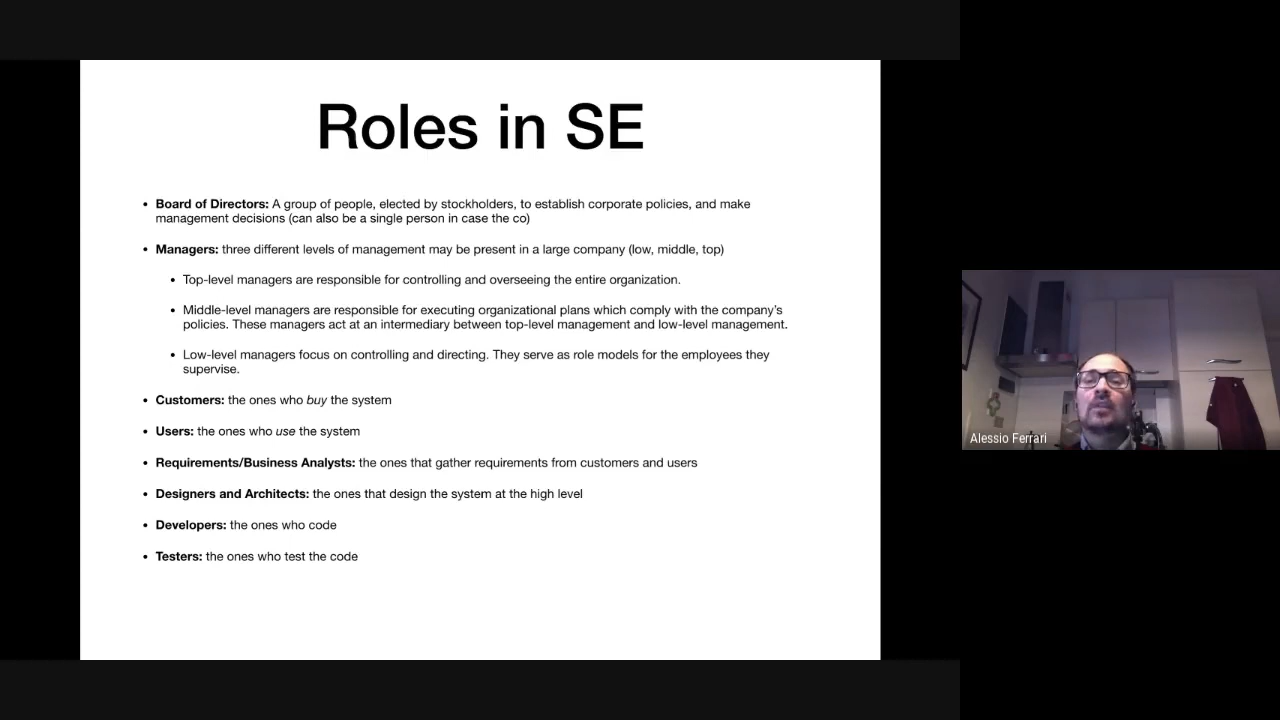 Roles in SE
• Board of Directors: A group of people, elected by stockholders, to establish corporate policies, and make
management decisions (can also be a single person in case the co)
• Managers: three different levels of management may be present in a large company (low, middle, top)
• Top-level managers are responsible for controlling and overseeing the entire organization.
• Middle-level managers are responsible for executing organizational plans which comply with the company's
policies. These managers act at an intermediary between top-level management and low-level management.
• Low-level managers focus on controlling and directing. They serve as role models for the employees they
supervise.
• Customers: the ones who buy the system
• Users: the ones who use the system
• Requirements/Business Analysts: the ones that gather requirements from customers and users
• Designers and Architects: the ones that design the system at the high level
• Developers: the ones who code
• Testers: the ones who test the code
Alessio Ferrari